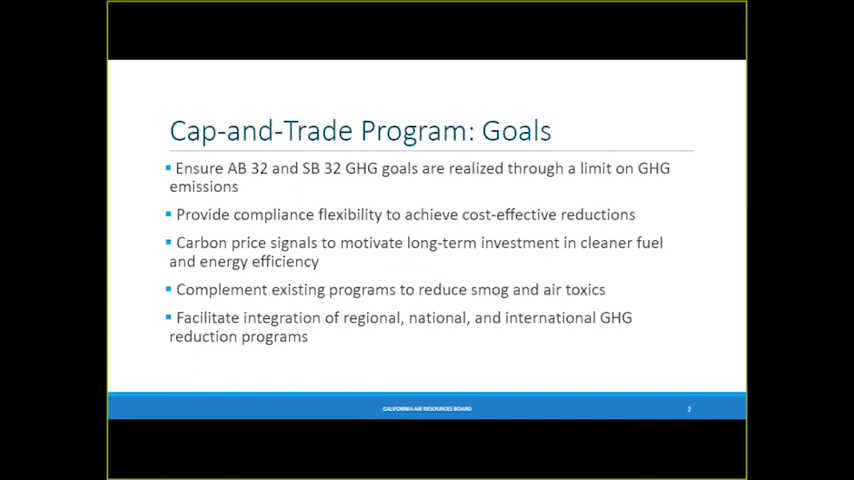 Cap-and-Trade Program: Goals
▪ Ensure AB 32 and SB 32 GHG goals are realized through a limit on GHG
emissions
▪ Provide compliance flexibility to achieve cost-effective reductions
▪ Carbon price signals to motivate long-term investment in cleaner fuel
and energy efficiency
▪ Complement existing programs to reduce smog and air toxics
▪ Facilitate integration of regional, national, and international GHG
reduction programs
CALIFORNIA AIR RESOURCES BOARD
2